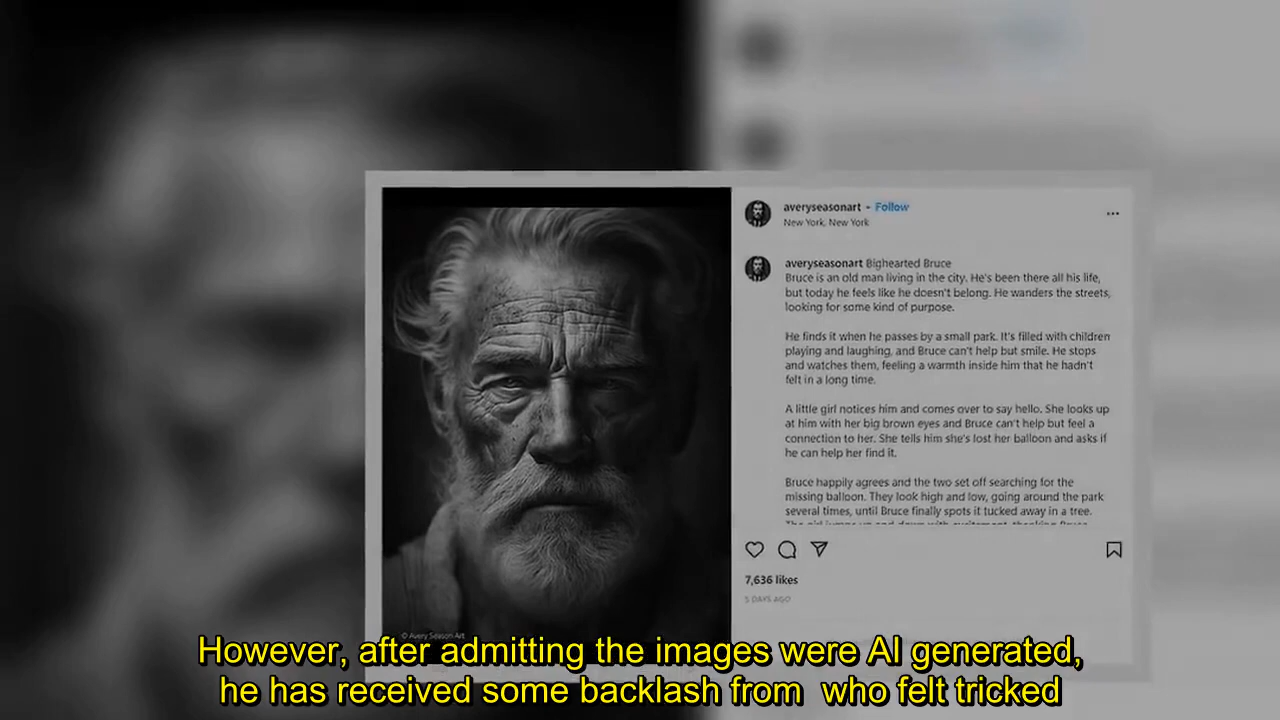 averyseasonart • Follow
New York, New York
averyseasonart Bighearted Bruce
Bruce is an old man living in the city. He's been there all his life,
but today he feels like he doesn't belong. He wanders the streets,
looking for some kind of purpose.
He finds it when he passes by a small park. It's filled with children
playing and laughing, and Bruce can't help but smile. He stops
and watches them, feeling a warmth inside him that he hadn't
felt in a long time.
A little girl notices him and comes over to say hello. She looks up
at him with her big brown eyes and Bruce can't help but feel a
connection to her. She tells him she's lost her balloon and asks if
he can help her find it.
Bruce happily agrees and the two set off searching for the
missing balloon. They look high and low, going around the park
several times, until Bruce finally spots it tucked away in a tree.
7,636 likes
5 DAYS AGO
© Avery Season Art
However, after admitting the images were AI generated,
he has received some backlash from who felt tricked